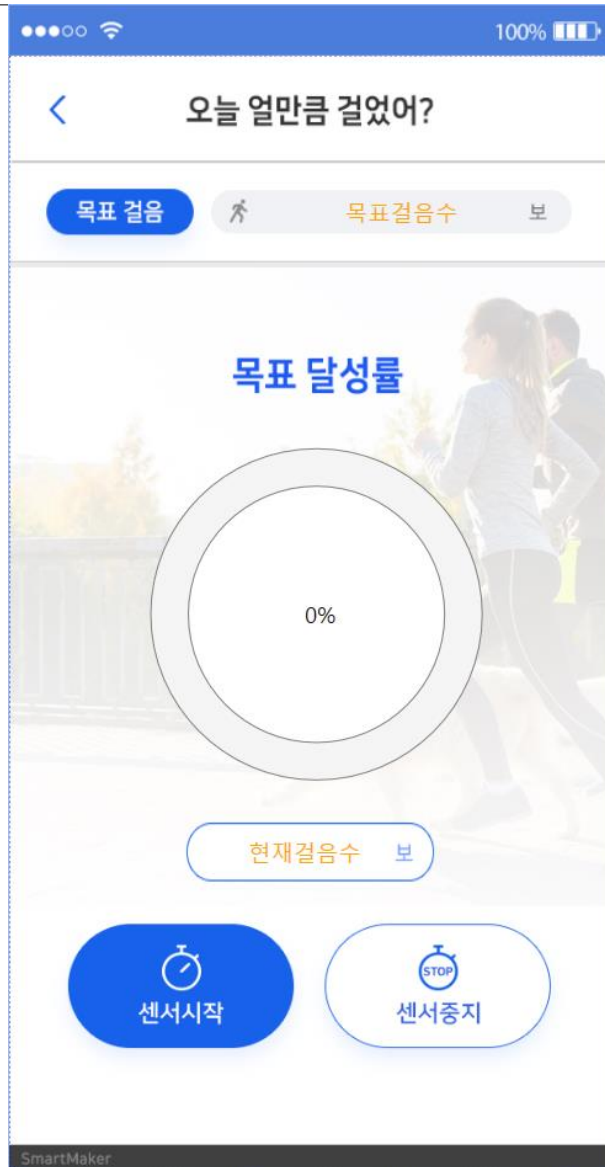 100%
오늘 얼만큼 걸었어?
목표 걸음 목표걸음수 보
목표 달성률
0%
현재걸음수 보
STOP
센서시작 센서중지
SmartMaker